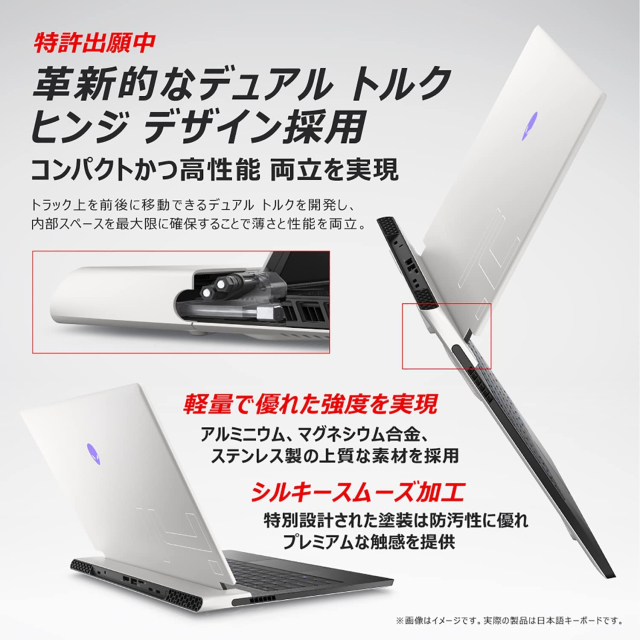 特許出願中
革新的なデュアル トルク
ヒンジ デザイン採用
コンパクトかつ高性能 両立を実現
トラック上を前後に移動できるデュアル トルクを開発し、
内部スペースを最大限に確保することで薄さと性能を両立。
軽量で優れた強度を実現
アルミニウム、マグネシウム合金、
ステンレス製の上質な素材を採用
シルキースムーズ加工
特別設計された塗装は防汚性に優れ
プレミアムな触感を提供
※画像はイメージです。実際の製品は日本語キーボードです。